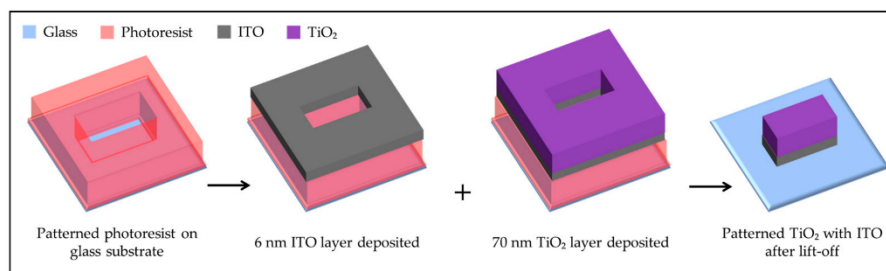 Glass Photoresist ITO TiO₂
Patterned photoresist on
glass substrate
6 nm ITO layer deposited
+
70 nm TiO₂ layer deposited
Patterned TiO₂ with ITO
after lift-off